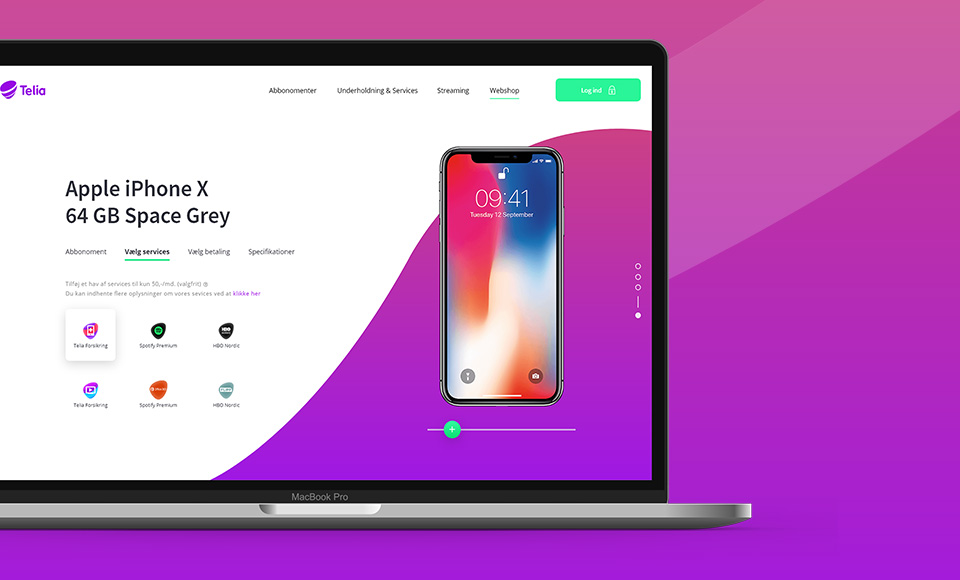 Telia
Abbonomenter Underholdning & Services Streaming Webshop Log ind
Apple iPhone X
64 GB Space Grey
Abbonoment Vælg services Vælg betaling Specifikationer
Tilføj et hav af services til kun 50,-/md. (valgfrit)
Du kan indhente flere oplysninger om vores sevices ved at klikke her
Telia Forsikring Spotify Premium HBO Nordic
Telia Forsikring Spotify Premium HBO Nordic
09:41
Tuesday 12 September
MacBook Pro